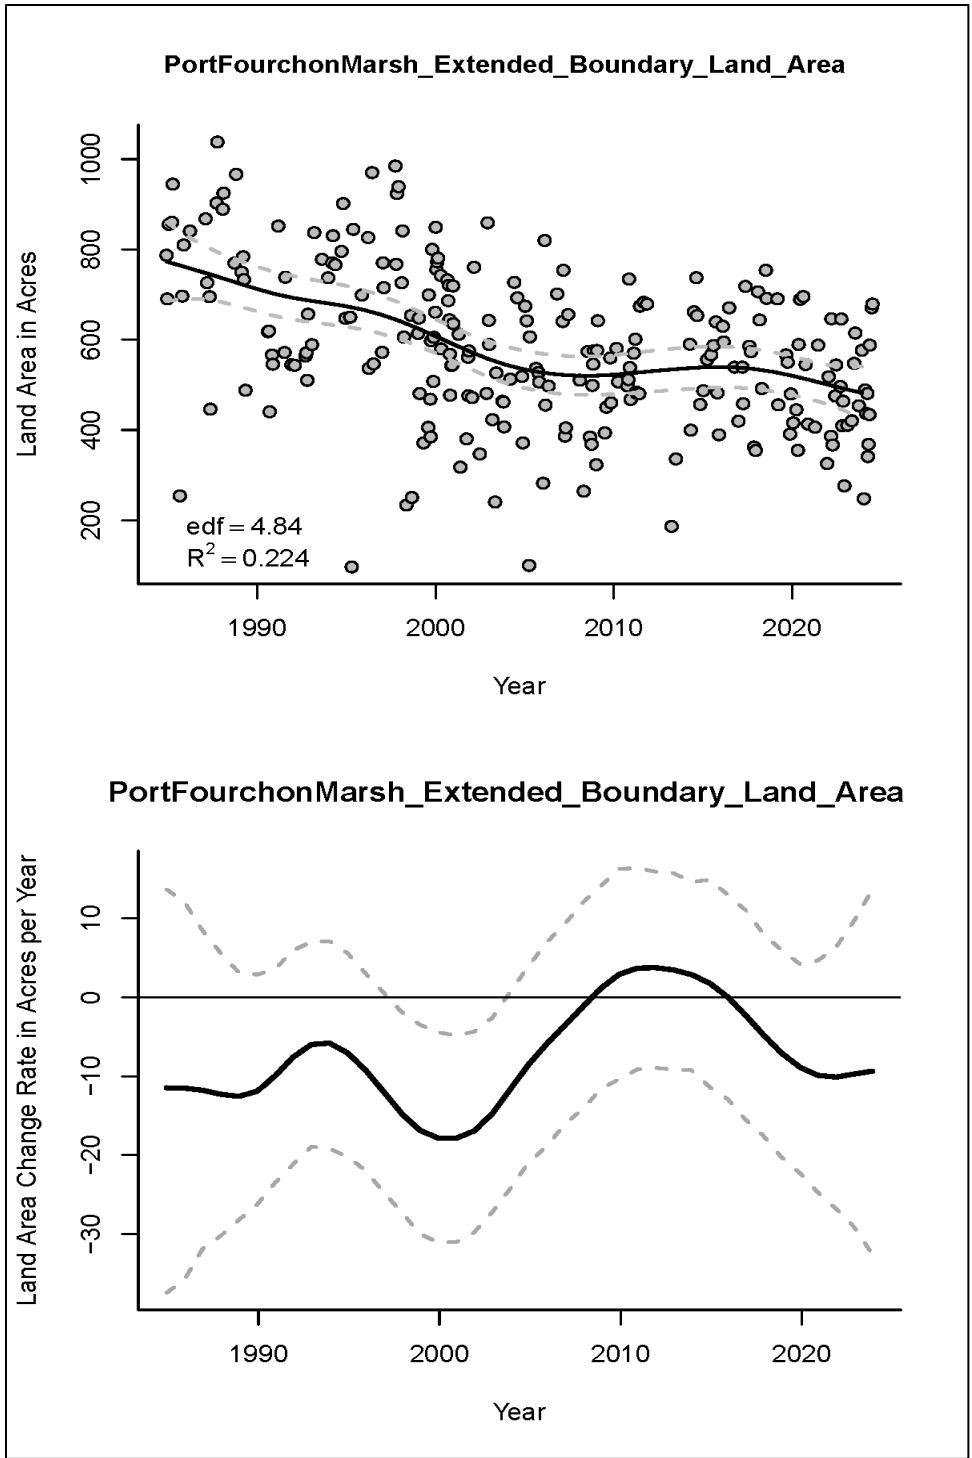 PortFourchonMarsh_Extended_Boundary_Land_Area
Land Area in Acres
1000
800
600
400
200
edf = 4.84
R² = 0.224
1990 2000 2010 2020
Year
PortFourchonMarsh_Extended_Boundary_Land_Area
Land Area Change Rate in Acres per Year
10
0
−10
−20
−30
1990 2000 2010 2020
Year